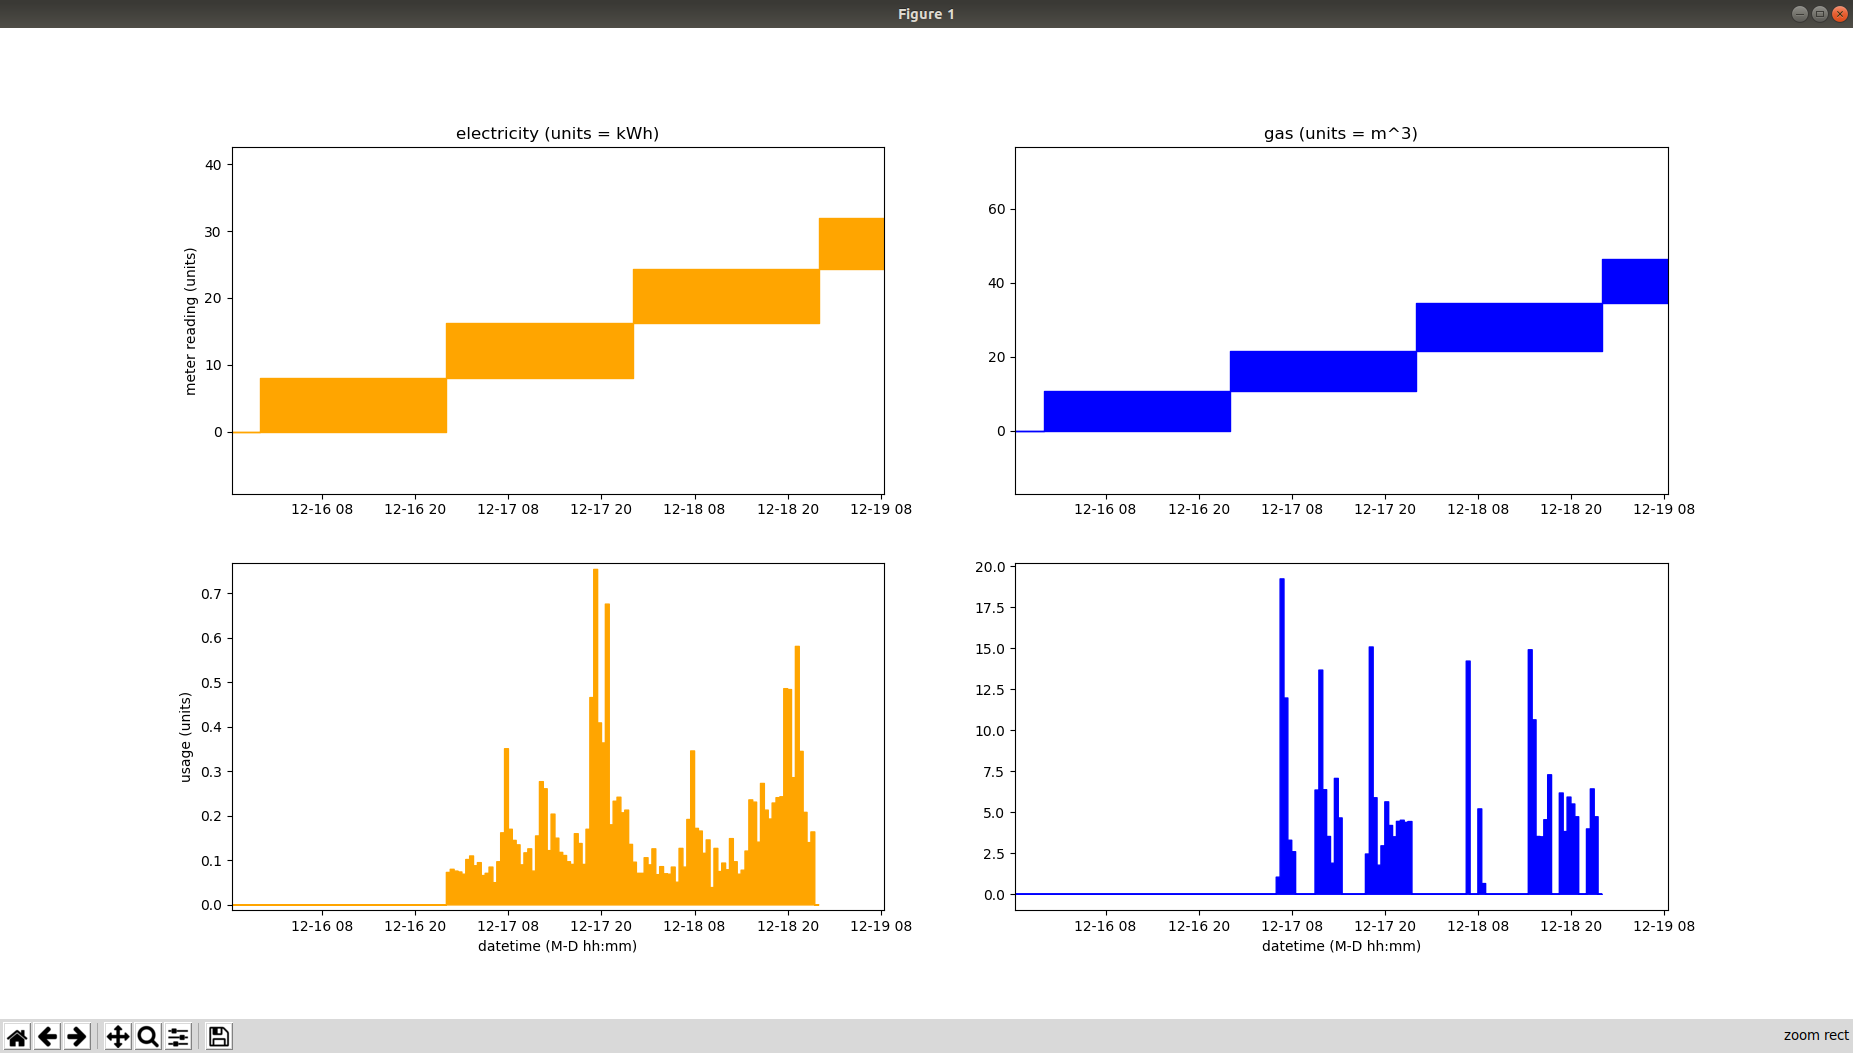 Figure 1
electricity (units = kWh)
meter reading (units)
40
30
20
10
0
12-16 08 12-16 20 12-17 08 12-17 20 12-18 08 12-18 20 12-19 08
gas (units = m^3)
60
40
20
0
12-16 08 12-16 20 12-17 08 12-17 20 12-18 08 12-18 20 12-19 08
usage (units)
0.7
0.6
0.5
0.4
0.3
0.2
0.1
0.0
12-16 08 12-16 20 12-17 08 12-17 20 12-18 08 12-18 20 12-19 08
datetime (M-D hh:mm)
20.0
17.5
15.0
12.5
10.0
7.5
5.0
2.5
0.0
12-16 08 12-16 20 12-17 08 12-17 20 12-18 08 12-18 20 12-19 08
datetime (M-D hh:mm)
zoom rect